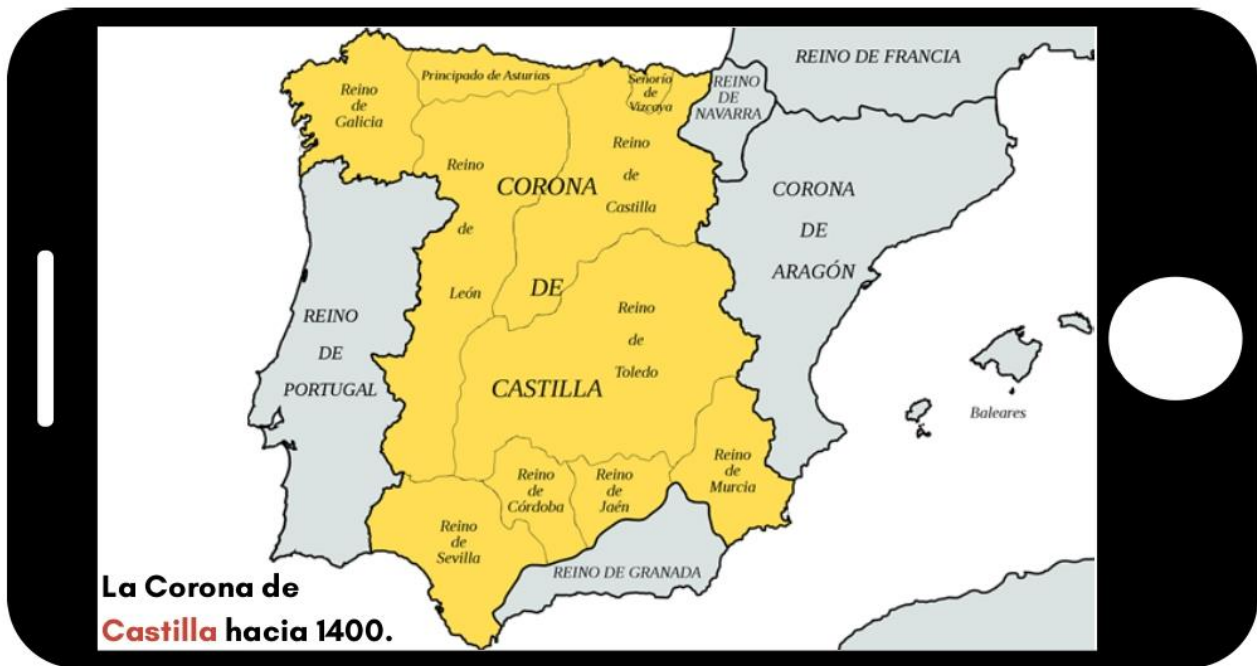 REINO DE FRANCIA
Principado de Asturias
Señorío
de
Vizcaya
REINO
DE
NAVARRA
Reino
de
Galicia
Reino
de
León
Reino
de
Castilla
CORONA
DE
CASTILLA
CORONA
DE
ARAGÓN
REINO
DE
PORTUGAL
Reino
de
Toledo
Baleares
Reino
de
Murcia
Reino
de
Córdoba
Reino
de
Jaén
Reino
de
Sevilla
REINO DE GRANADA
La Corona de
Castilla hacia 1400.